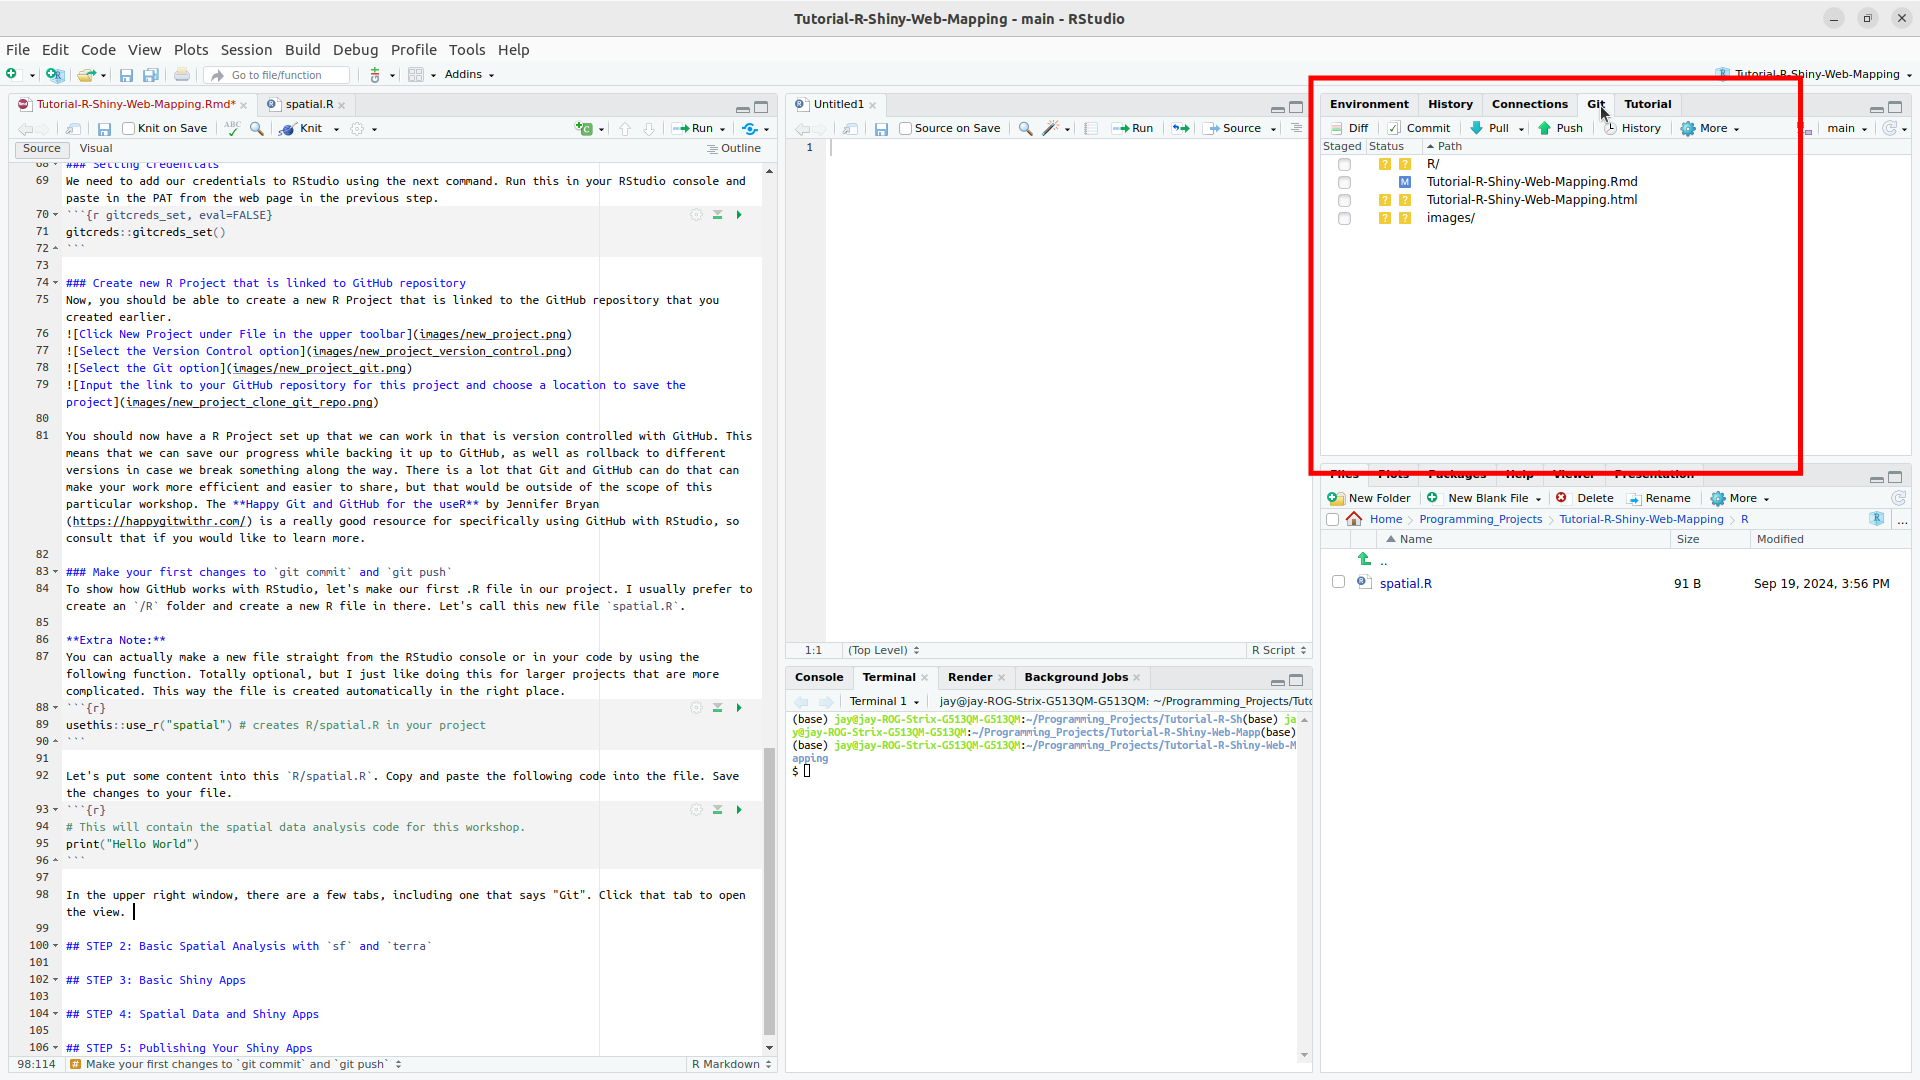 Tutorial-R-Shiny-Web-Mapping - main - RStudio
File Edit Code View Plots Session Build Debug Profile Tools Help
Go to file/function Addins Tutorial-R-Shiny-Web-Mapping
Tutorial-R-Shiny-Web-Mapping.Rmd* spatial.R
Knit on Save ABC Knit Run
Source Visual Outline
68 ### Setting credentials
69 We need to add our credentials to RStudio using the next command. Run this in your RStudio console and
paste in the PAT from the web page in the previous step.
70 ```{r gitcreds_set, eval=FALSE}
71 gitcreds::gitcreds_set()
72 ```
73
74 ### Create new R Project that is linked to GitHub repository
75 Now, you should be able to create a new R Project that is linked to the GitHub repository that you
created earlier.
76 ![Click New Project under File in the upper toolbar](images/new_project.png)
77 ![Select the Version Control option](images/new_project_version_control.png)
78 ![Select the Git option](images/new_project_git.png)
79 ![Input the link to your GitHub repository for this project and choose a location to save the
project](images/new_project_clone_git_repo.png)
80
81 You should now have a R Project set up that we can work in that is version controlled with GitHub. This
means that we can save our progress while backing it up to GitHub, as well as rollback to different
versions in case we break something along the way. There is a lot that Git and GitHub can do that can
make your work more efficient and easier to share, but that would be outside of the scope of this
particular workshop. The **Happy Git and GitHub for the useR** by Jennifer Bryan
(https://happygitwithr.com/) is a really good resource for specifically using GitHub with RStudio, so
consult that if you would like to learn more.
82
83 ### Make your first changes to `git commit` and `git push`
84 To show how GitHub works with RStudio, let's make our first .R file in our project. I usually prefer to
create an `/R` folder and create a new R file in there. Let's call this new file `spatial.R`.
85
86 **Extra Note:**
87 You can actually make a new file straight from the RStudio console or in your code by using the
following function. Totally optional, but I just like doing this for larger projects that are more
complicated. This way the file is created automatically in the right place.
88 ```{r}
89 usethis::use_r("spatial") # creates R/spatial.R in your project
90 ```
91
92 Let's put some content into this `R/spatial.R`. Copy and paste the following code into the file. Save
the changes to your file.
93 ```{r}
94 # This will contain the spatial data analysis code for this workshop.
95 print("Hello World")
96 ```
97
98 In the upper right window, there are a few tabs, including one that says "Git". Click that tab to open
the view.
99
100 ## STEP 2: Basic Spatial Analysis with `sf` and `terra`
101
102 ## STEP 3: Basic Shiny Apps
103
104 ## STEP 4: Spatial Data and Shiny Apps
105
106 ## STEP 5: Publishing Your Shiny Apps
98:114 # Make your first changes to `git commit` and `git push` R Markdown
Untitled1
Source on Save Run Source
1
1:1 (Top Level) R Script
Console Terminal Render Background Jobs
Terminal 1 jay@jay-ROG-Strix-G513QM-G513QM: ~/Programming_Projects/Tuto
(base) jay@jay-ROG-Strix-G513QM-G513QM:~/Programming_Projects/Tutorial-R-Sh(base) ja
y@jay-ROG-Strix-G513QM-G513QM:~/Programming_Projects/Tutorial-R-Shiny-Web-Mapp(base)
(base) jay@jay-ROG-Strix-G513QM-G513QM:~/Programming_Projects/Tutorial-R-Shiny-Web-M
apping
$
Environment History Connections Git Tutorial
Diff Commit Pull Push History More main
Staged Status Path
? ? R/
M Tutorial-R-Shiny-Web-Mapping.Rmd
? ? Tutorial-R-Shiny-Web-Mapping.html
? ? images/
Files Plots Packages Help Viewer Presentation
New Folder New Blank File Delete Rename More
Home Programming_Projects Tutorial-R-Shiny-Web-Mapping R ...
Name Size Modified
..
spatial.R 91 B Sep 19, 2024, 3:56 PM